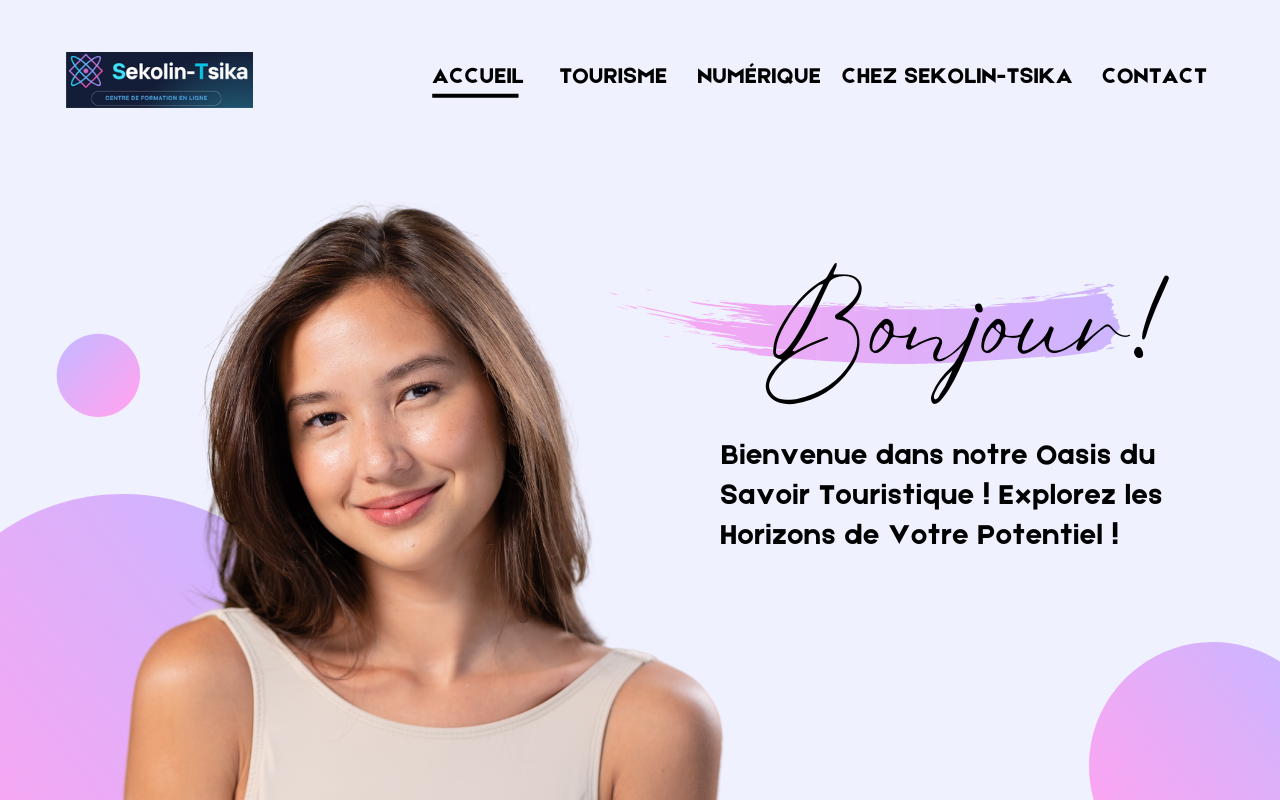 Sekolin-Tsika
CENTRE DE FORMATION EN LIGNE
ACCUEIL TOURISME NUMÉRIQUE CHEZ SEKOLIN-TSIKA CONTACT
Bonjour!
Bienvenue dans notre Oasis du
Savoir Touristique ! Explorez les
Horizons de Votre Potentiel !